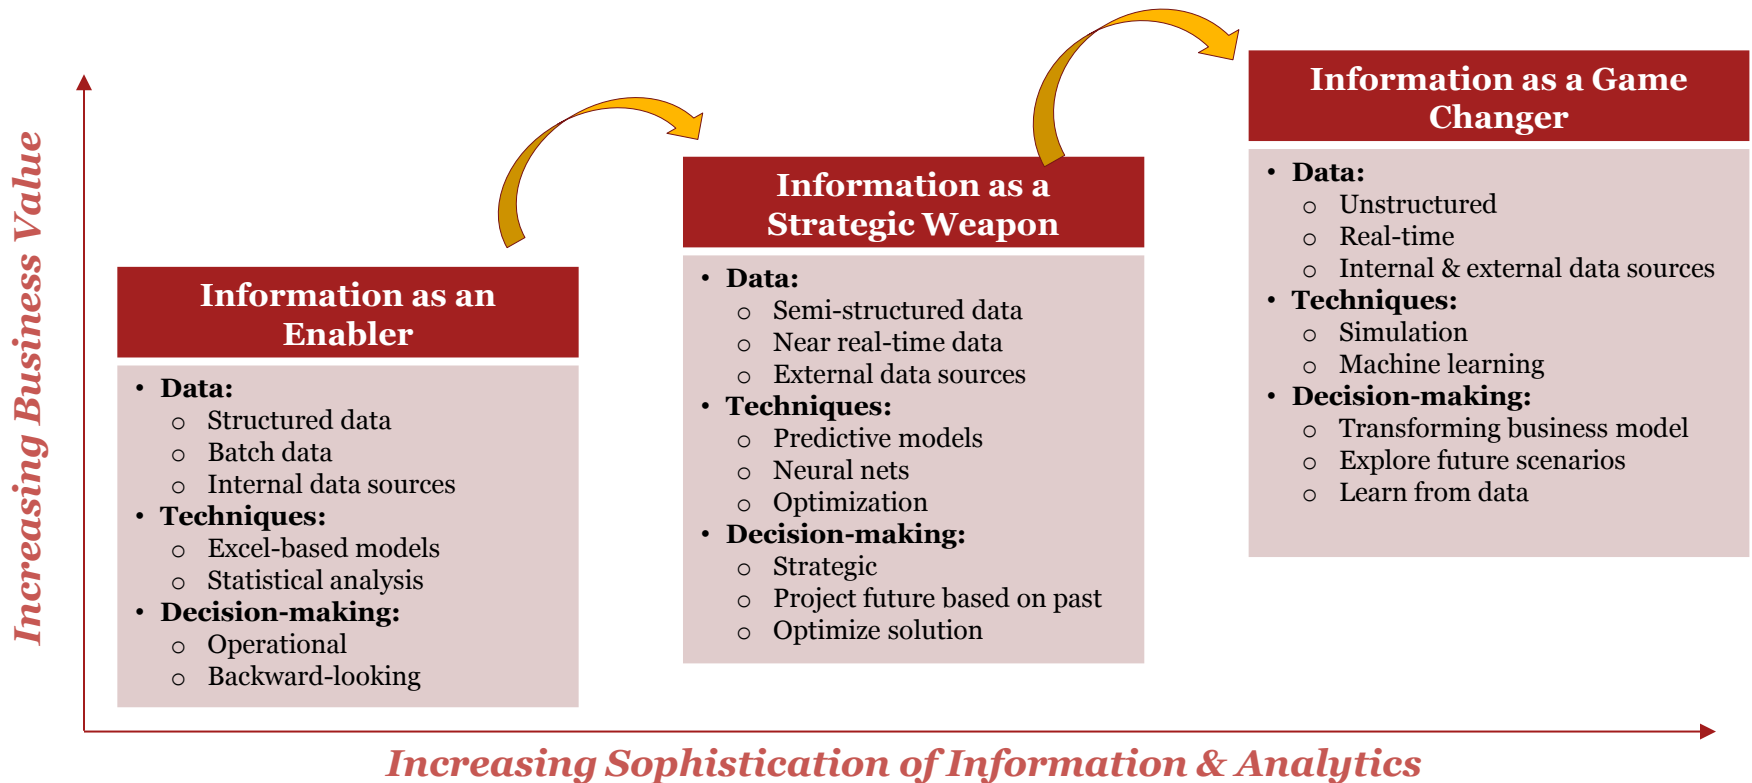 Increasing Business Value
Information as an
Enabler
• Data:
o Structured data
o Batch data
o Internal data sources
• Techniques:
o Excel-based models
o Statistical analysis
• Decision-making:
o Operational
o Backward-looking
Information as a
Strategic Weapon
• Data:
o Semi-structured data
o Near real-time data
o External data sources
• Techniques:
o Predictive models
o Neural nets
o Optimization
• Decision-making:
o Strategic
o Project future based on past
o Optimize solution
Information as a Game
Changer
• Data:
o Unstructured
o Real-time
o Internal & external data sources
• Techniques:
o Simulation
o Machine learning
• Decision-making:
o Transforming business model
o Explore future scenarios
o Learn from data
Increasing Sophistication of Information & Analytics